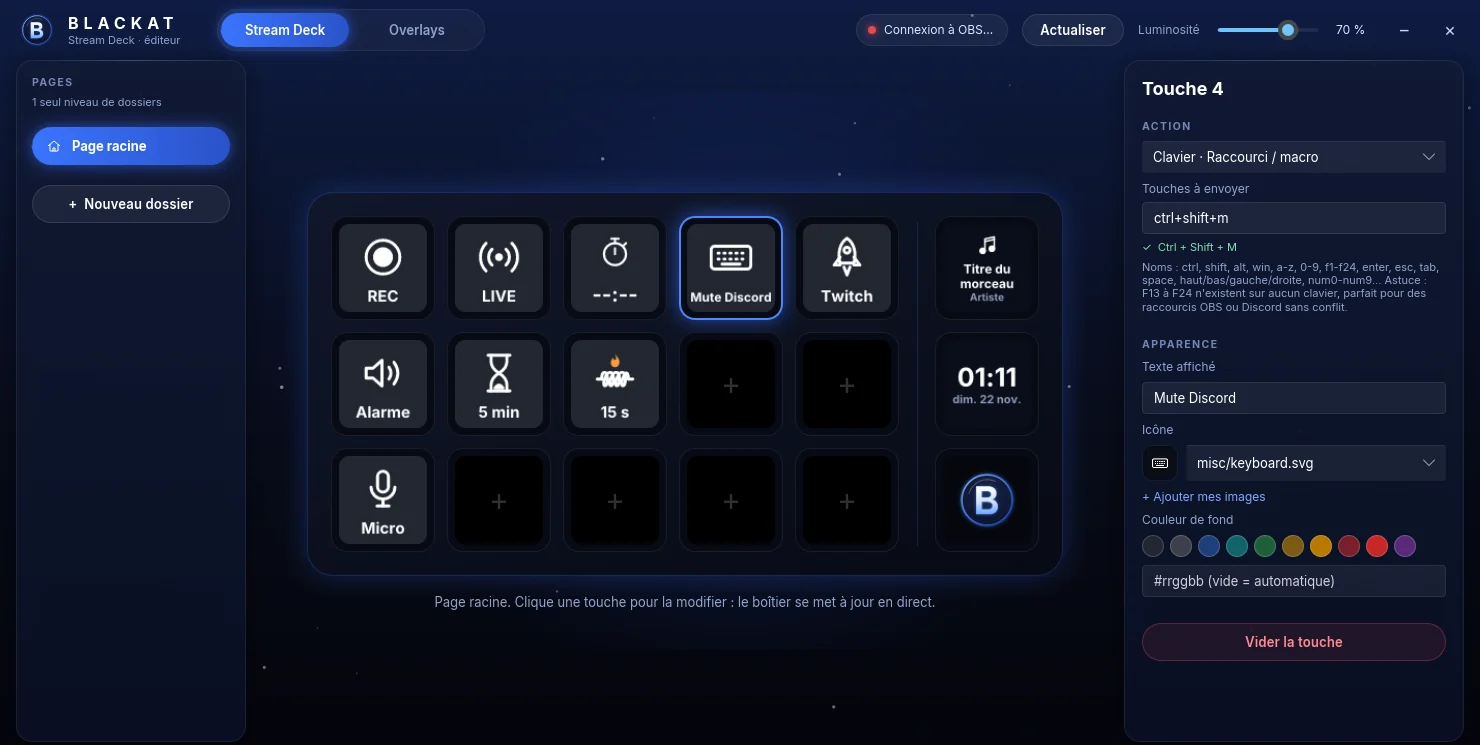 B
BLACKAT
Stream Deck · éditeur
Stream Deck
Overlays
Connexion à OBS...
Actualiser
Luminosité
70 %
PAGES
1 seul niveau de dossiers
Page racine
+ Nouveau dossier
REC
LIVE
--:--
Mute Discord
Twitch
Titre du
morceau
Artiste
Alarme
5 min
15 s
+
+
01:11
dim. 22 nov.
Micro
+
+
+
+
B
Page racine. Clique une touche pour la modifier : le boîtier se met à jour en direct.
Touche 4
ACTION
Clavier · Raccourci / macro
Touches à envoyer
ctrl+shift+m
✓ Ctrl + Shift + M
Noms : ctrl, shift, alt, win, a-z, 0-9, f1-f24, enter, esc, tab,
space, haut/bas/gauche/droite, num0-num9... Astuce :
F13 à F24 n'existent sur aucun clavier, parfait pour des
raccourcis OBS ou Discord sans conflit.
APPARENCE
Texte affiché
Mute Discord
Icône
misc/keyboard.svg
+ Ajouter mes images
Couleur de fond
#rrggbb (vide = automatique)
Vider la touche